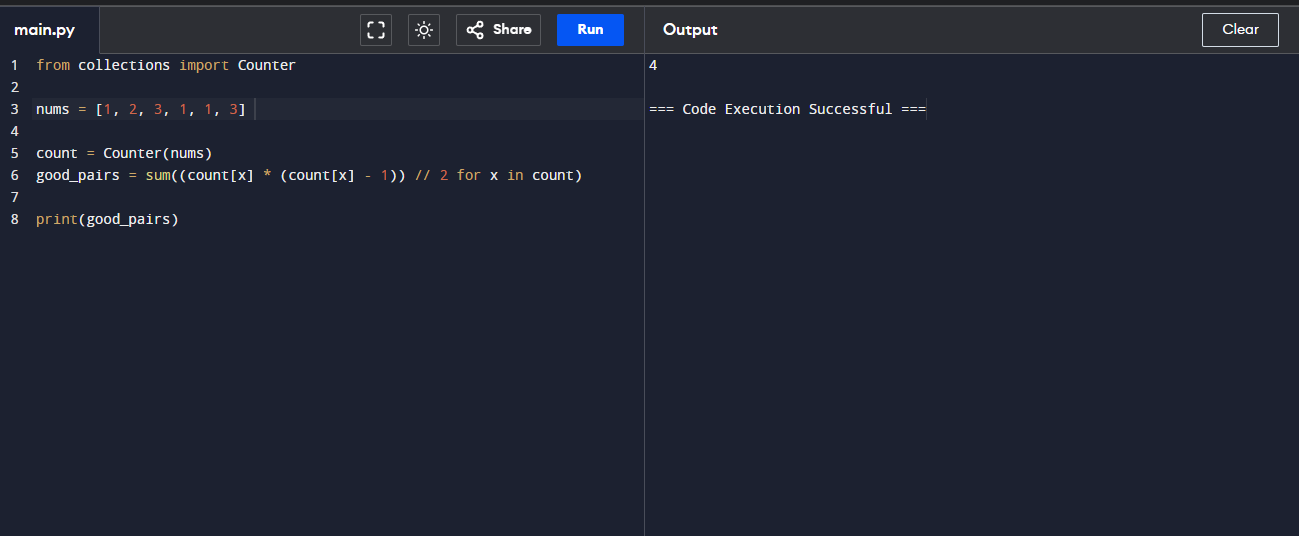 main.py
Share
Run
Output
Clear
1 from collections import Counter
2
3 nums = [1, 2, 3, 1, 1, 3]
4
5 count = Counter(nums)
6 good_pairs = sum((count[x] * (count[x] - 1)) // 2 for x in count)
7
8 print(good_pairs)
4
=== Code Execution Successful ===